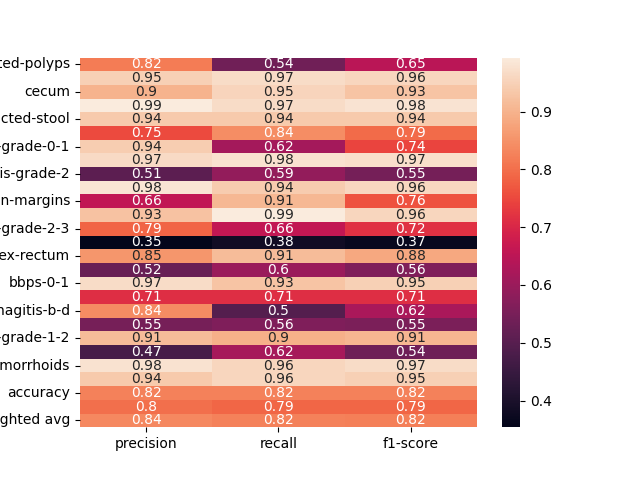 ted-polyps 0.82 0.54 0.65
0.95 0.97 0.96
cecum 0.9 0.95 0.93
0.99 0.97 0.98
cted-stool 0.94 0.94 0.94
0.75 0.84 0.79
-grade-0-1 0.94 0.62 0.74
0.97 0.98 0.97
is-grade-2 0.51 0.59 0.55
0.98 0.94 0.96
n-margins 0.66 0.91 0.76
0.93 0.99 0.96
-grade-2-3 0.79 0.66 0.72
0.35 0.38 0.37
ex-rectum 0.85 0.91 0.88
0.52 0.6 0.56
bbps-0-1 0.97 0.93 0.95
0.71 0.71 0.71
nagitis-b-d 0.84 0.5 0.62
0.55 0.56 0.55
-grade-1-2 0.91 0.9 0.91
0.47 0.62 0.54
morrhoids 0.98 0.96 0.97
0.94 0.96 0.95
accuracy 0.82 0.82 0.82
0.8 0.79 0.79
ghted avg 0.84 0.82 0.82
precision recall f1-score
0.9
0.8
0.7
0.6
0.5
0.4